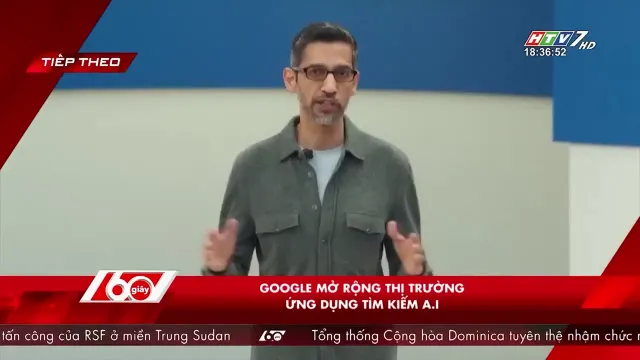 TIẾP THEO
HTV7 HD
18:36:52
60 giây
GOOGLE MỞ RỘNG THỊ TRƯỜNG
ỨNG DỤNG TÌM KIẾM A.I
tấn công của RSF ở miền Trung Sudan 60 Tổng thống Cộng hòa Dominica tuyên thệ nhậm chức